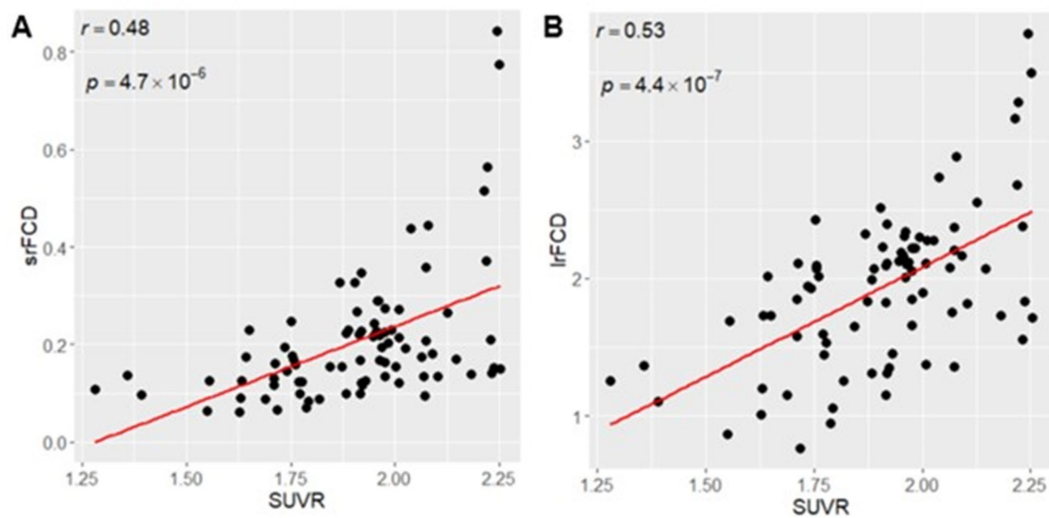 A
r = 0.48
p = 4.7 × 10⁻⁶
srFCD
0.8
0.6
0.4
0.2
0.0
1.25 1.50 1.75 2.00 2.25
SUVR
B
r = 0.53
p = 4.4 × 10⁻⁷
lrFCD
3
2
1
1.25 1.50 1.75 2.00 2.25
SUVR